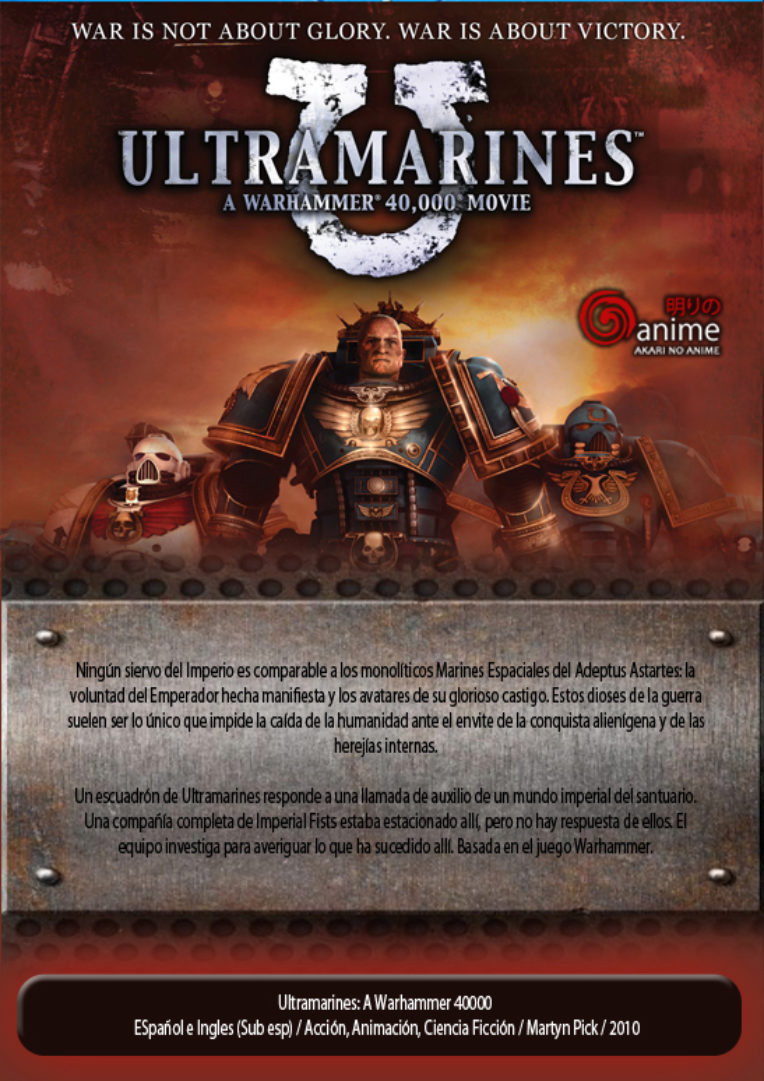 WAR IS NOT ABOUT GLORY. WAR IS ABOUT VICTORY.
ULTRAMARINES™
A WARHAMMER® 40,000® MOVIE
明りの
anime
AKARI NO ANIME
Ningún siervo del Imperio es comparable a los monolíticos Marines Espaciales del Adeptus Astartes: la
voluntad del Emperador hecha manifiesta y los avatares de su glorioso castigo. Estos dioses de la guerra
suelen ser lo único que impide la caída de la humanidad ante el envite de la conquista alienígena y de las
herejías internas.
Un escuadrón de Ultramarines responde a una llamada de auxilio de un mundo imperial del santuario.
Una compañía completa de Imperial Fists estaba estacionado allí, pero no hay respuesta de ellos. El
equipo investiga para averiguar lo que ha sucedido allí. Basada en el juego Warhammer.
Ultramarines: A Warhammer 40000
ESpañol e Ingles (Sub esp) / Acción, Animación, Ciencia Ficción / Martyn Pick / 2010